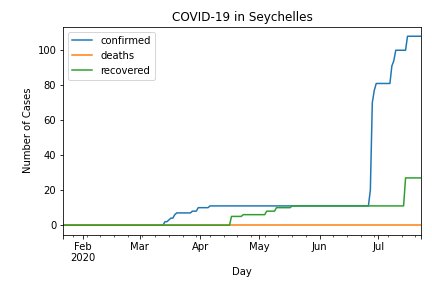 COVID-19 in Seychelles
confirmed
deaths
recovered
Number of Cases
100
80
60
40
20
0
Feb
2020
Mar
Apr
May
Jun
Jul
Day